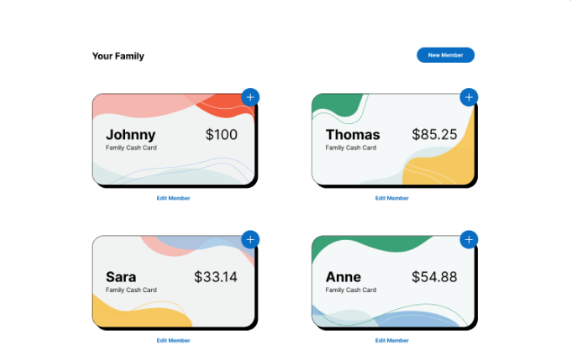 Your Family
New Member
Johnny $100
Family Cash Card
Edit Member
Thomas $85.25
Family Cash Card
Edit Member
Sara $33.14
Family Cash Card
Edit Member
Anne $54.88
Family Cash Card
Edit Member